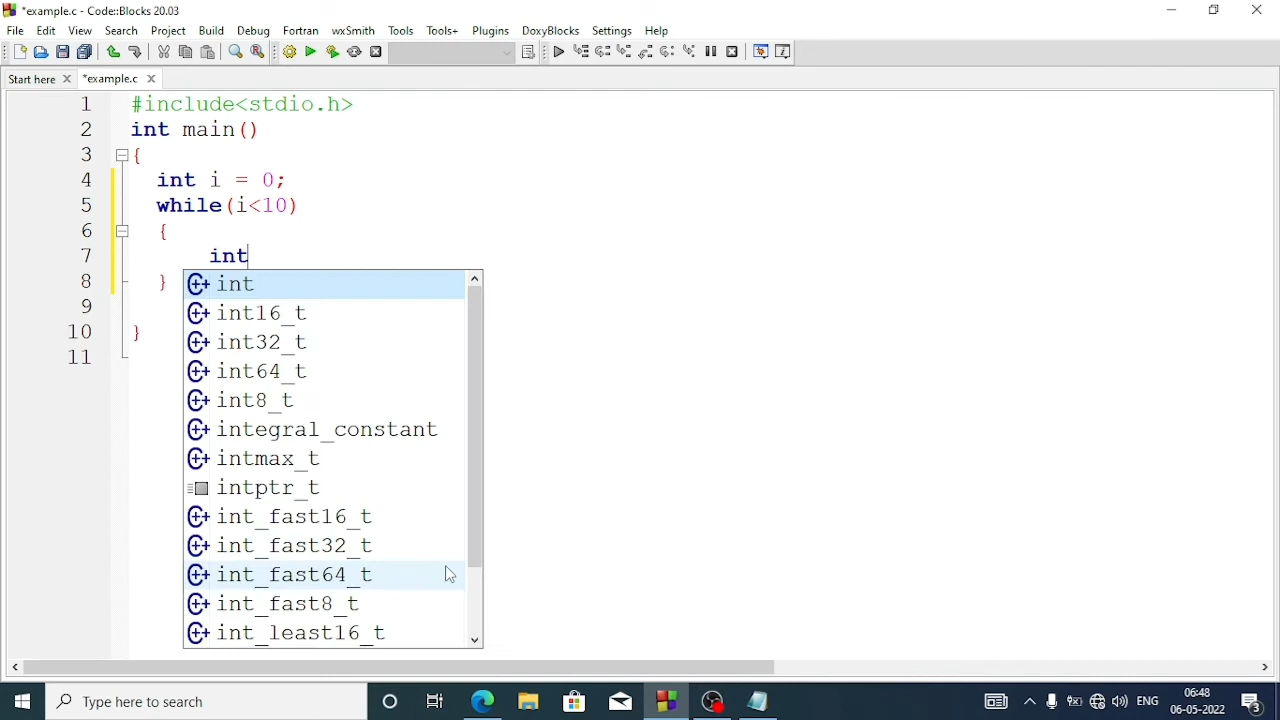 *example.c - Code::Blocks 20.03
File Edit View Search Project Build Debug Fortran wxSmith Tools Tools+ Plugins DoxyBlocks Settings Help
Start here *example.c
1 #include<stdio.h>
2 int main()
3 {
4 int i = 0;
5 while(i<10)
6 {
7 int
8 }
9
10 }
11
int
int16_t
int32_t
int64_t
int8_t
integral_constant
intmax_t
intptr_t
int_fast16_t
int_fast32_t
int_fast64_t
int_fast8_t
int_least16_t
Type here to search
ENG
06:48
06-05-2022
3